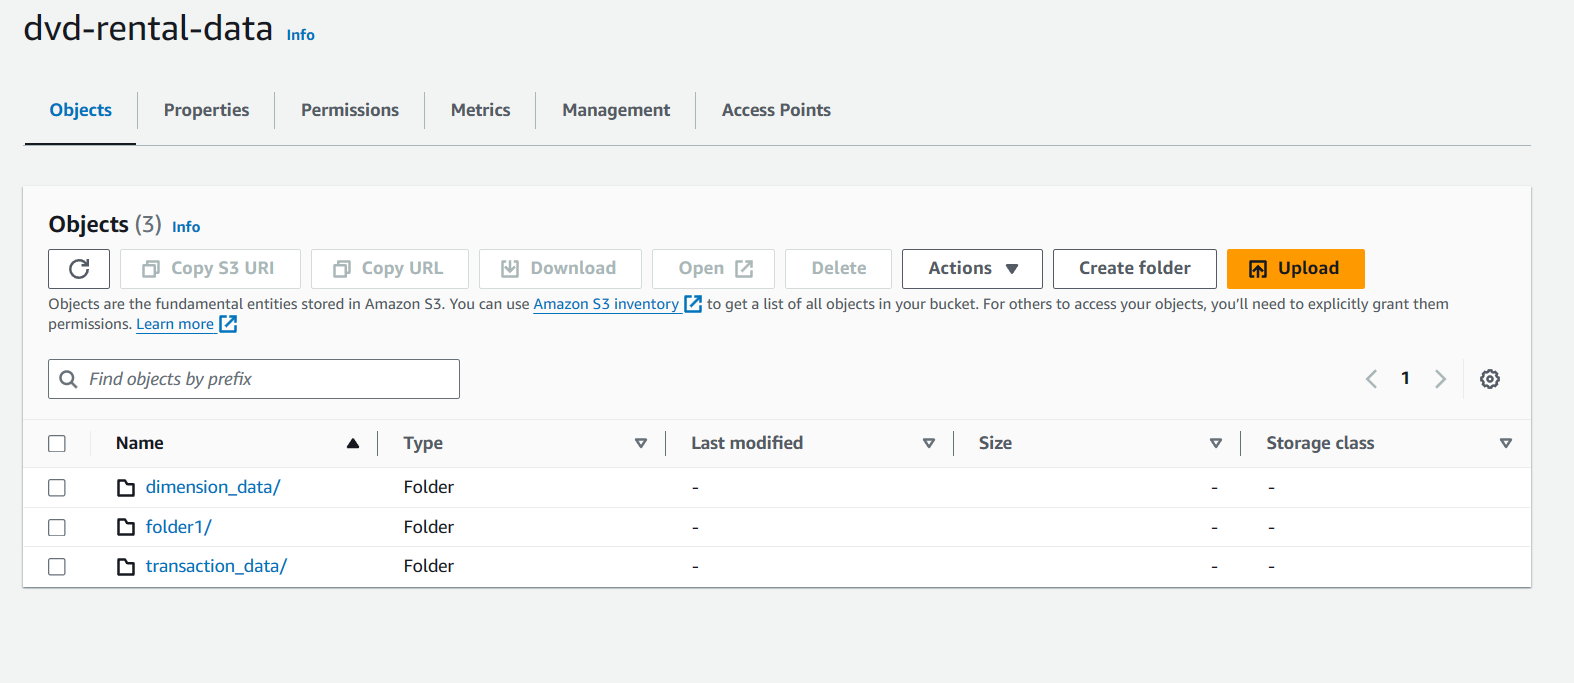 dvd-rental-data Info
Objects Properties Permissions Metrics Management Access Points
Objects (3) Info
Copy S3 URI Copy URL Download Open Delete Actions Create folder Upload
Objects are the fundamental entities stored in Amazon S3. You can use Amazon S3 inventory to get a list of all objects in your bucket. For others to access your objects, you’ll need to explicitly grant them
permissions. Learn more
Find objects by prefix 1
Name Type Last modified Size Storage class
dimension_data/ Folder - - -
folder1/ Folder - - -
transaction_data/ Folder - - -